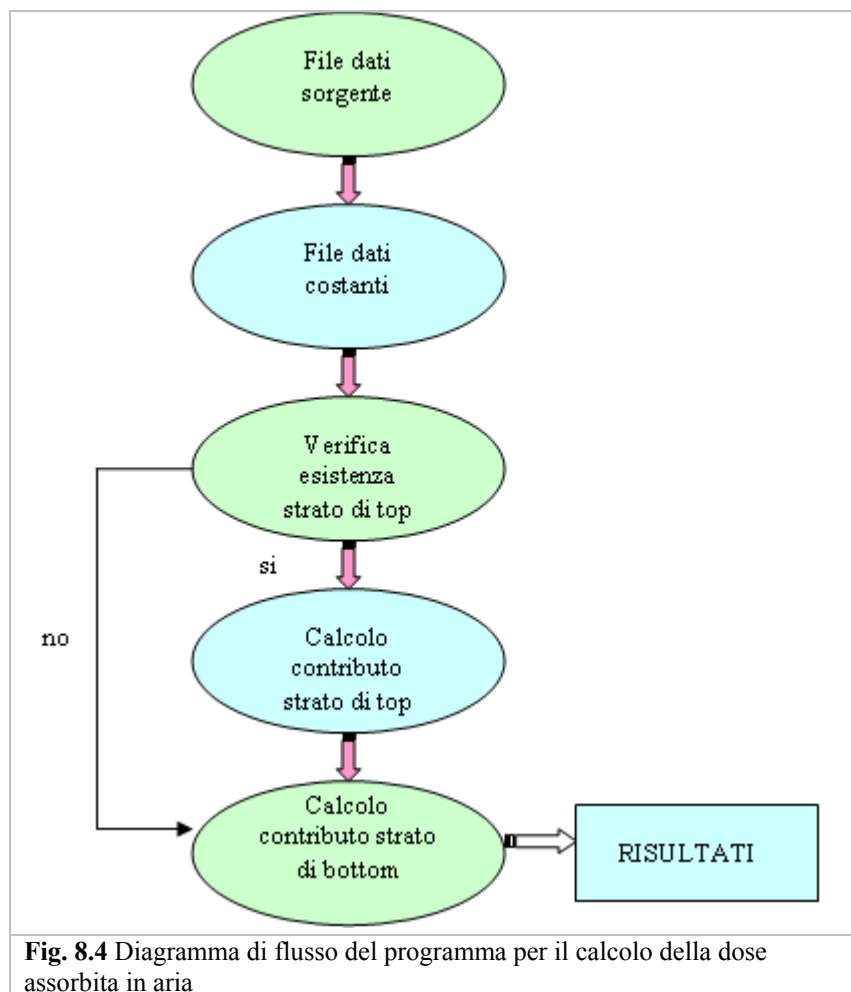 File dati
sorgente
File dati
costanti
Verifica
esistenza
strato di top
si
no
Calcolo
contributo
strato di top
Calcolo
contributo strato
di bottom
RISULTATI
Fig. 8.4 Diagramma di flusso del programma per il calcolo della dose
assorbita in aria